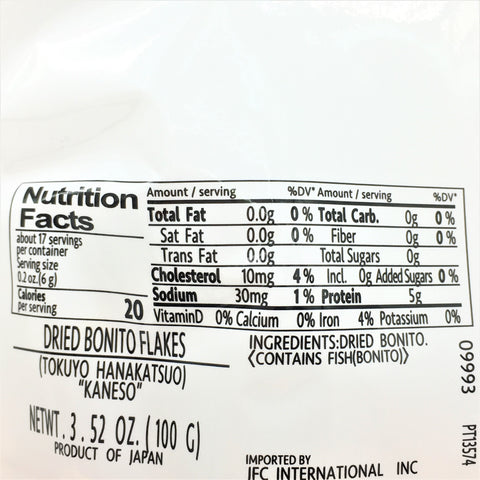 Nutrition Facts
about 17 servings
per container
Serving size
0.2 oz.(6 g)
Calories
per serving
20
Amount / serving %DV*
Total Fat 0.0g 0%
Sat Fat 0.0g 0%
Trans Fat 0.0g
Cholesterol 10mg 4%
Sodium 30mg 1%
Amount / serving %DV*
Total Carb. 0g 0%
Fiber 0g 0%
Total Sugars 0g
Incl. 0g Added Sugars 0%
Protein 5g
VitaminD 0% Calcium 0% Iron 4% Potassium 0%
DRIED BONITO FLAKES
(TOKUYO HANAKATSUO)
"KANESO"
NETWT. 3.52 OZ. (100 G)
PRODUCT OF JAPAN
INGREDIENTS:DRIED BONITO.
〈CONTAINS FISH(BONITO)〉
IMPORTED BY
JFC INTERNATIONAL INC
09993
PT13574